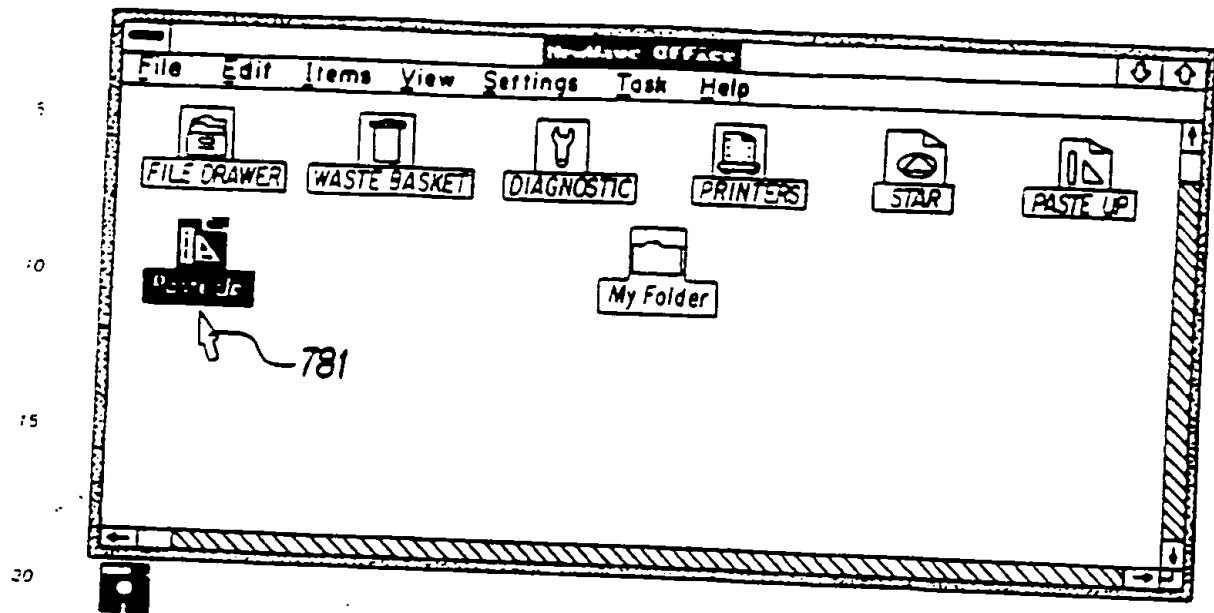 NewWave Office
File Edit Items View Settings Task Help
5
FILE DRAWER WASTE BASKET DIAGNOSTIC PRINTERS STAR PASTE UP
10
My Folder
781
15
20